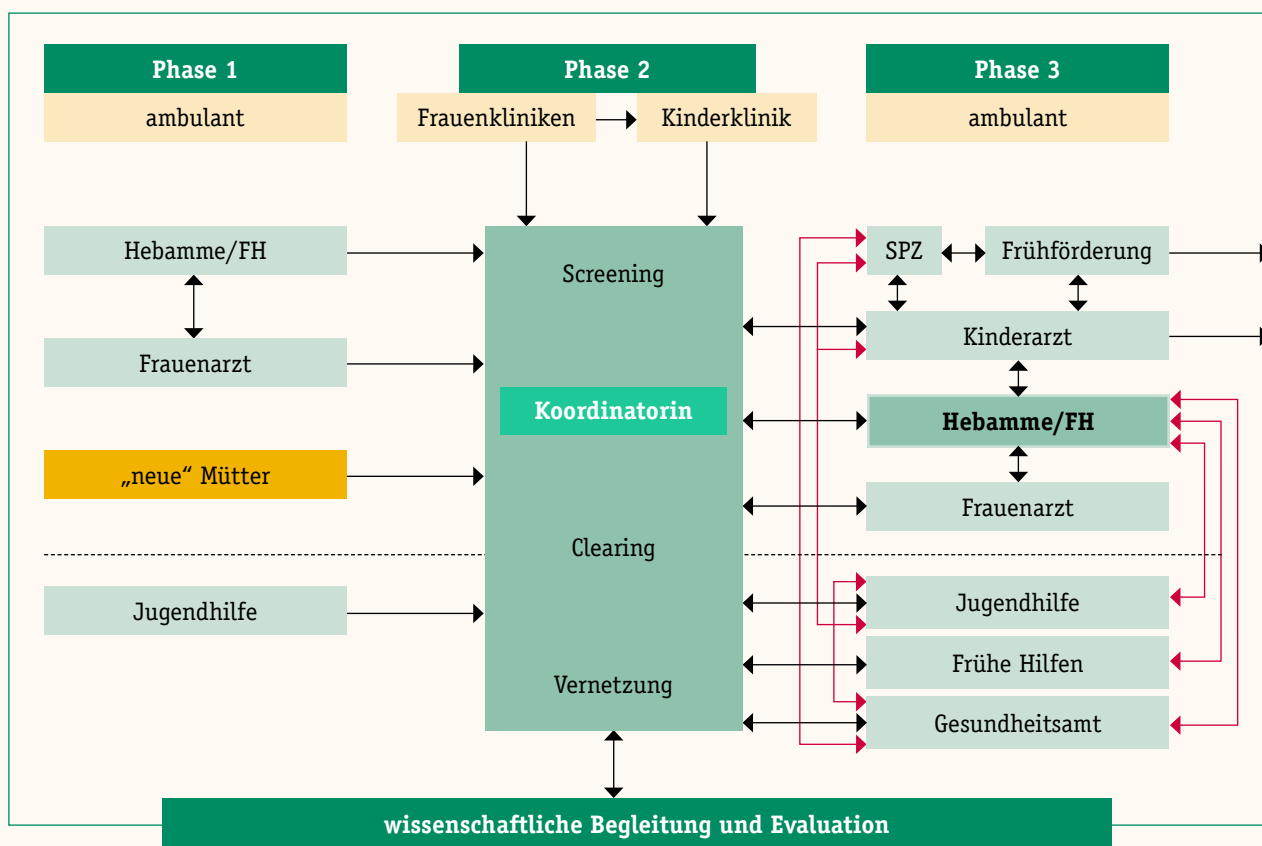 Phase 1
ambulant
Hebamme/FH
Frauenarzt
„neue“ Mütter
Jugendhilfe
Phase 2
Frauenkliniken
Kinderklinik
Screening
Koordinatorin
Clearing
Vernetzung
Phase 3
ambulant
SPZ
Frühförderung
Kinderarzt
Hebamme/FH
Frauenarzt
Jugendhilfe
Frühe Hilfen
Gesundheitsamt
wissenschaftliche Begleitung und Evaluation